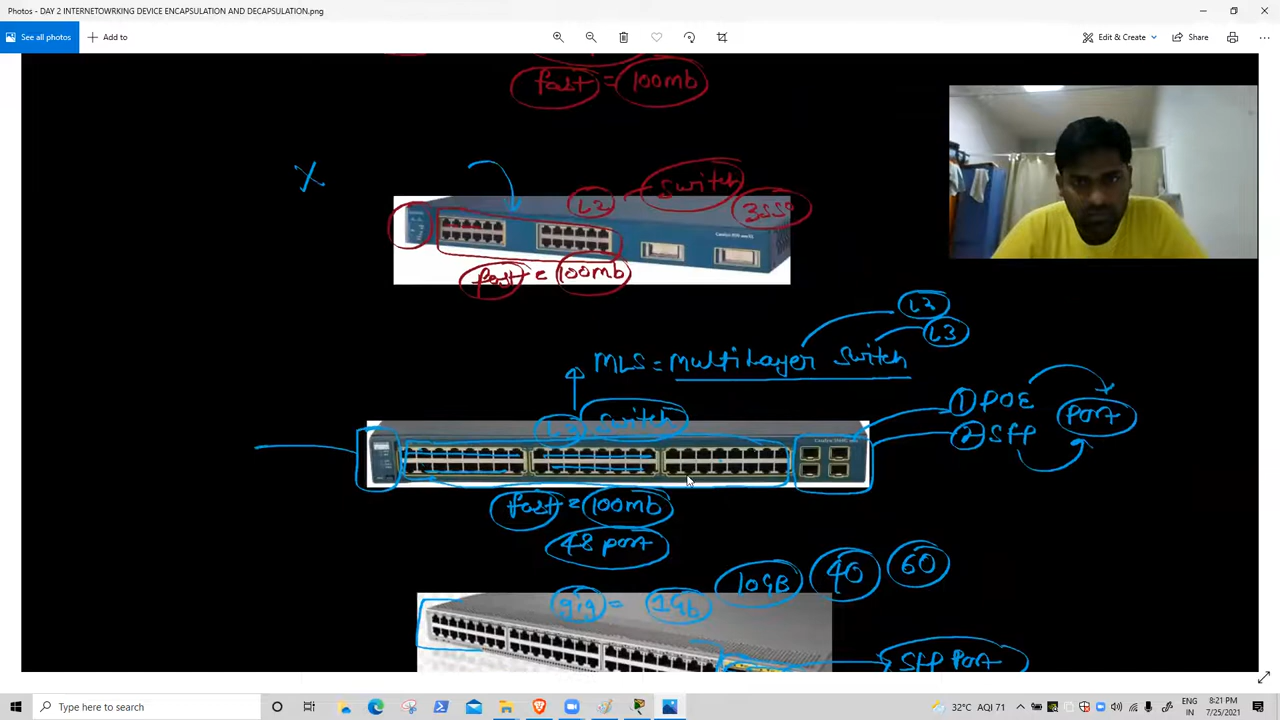 Photos - DAY 2 INTERNETOWRKING DEVICE ENCAPSULATION AND DECAPSULATION.png
See all photos
Add to
Edit & Create
Share
fast = 100mb
X
L2 switch
3550
fast = 100mb
L2
L3
MLS = MultiLayer Switch
L3 switch
① POE
② SFP
Port
fast = 100mb
48 port
gig = 1Gb
10GB
40
60
SFP Port
Type here to search
32°C AQI 71
ENG
IN
8:21 PM
7/25/2021